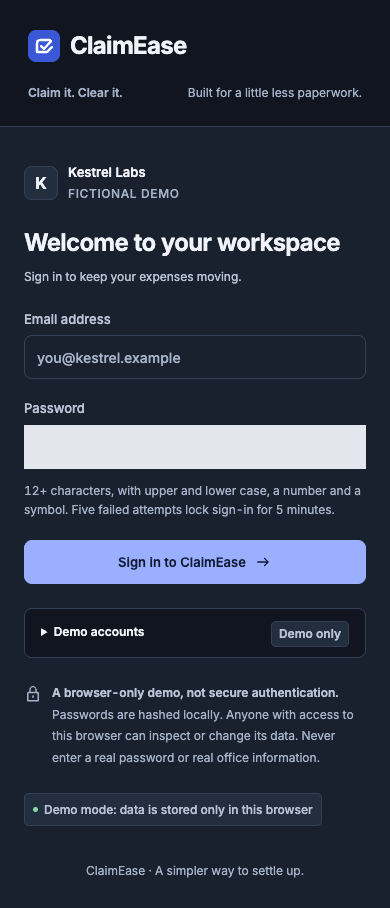 ClaimEase
Claim it. Clear it.
Built for a little less paperwork.
K
Kestrel Labs
FICTIONAL DEMO
Welcome to your workspace
Sign in to keep your expenses moving.
Email address
you@kestrel.example
Password
12+ characters, with upper and lower case, a number and a
symbol. Five failed attempts lock sign-in for 5 minutes.
Sign in to ClaimEase →
Demo accounts
Demo only
A browser-only demo, not secure authentication.
Passwords are hashed locally. Anyone with access to
this browser can inspect or change its data. Never
enter a real password or real office information.
Demo mode: data is stored only in this browser
ClaimEase · A simpler way to settle up.